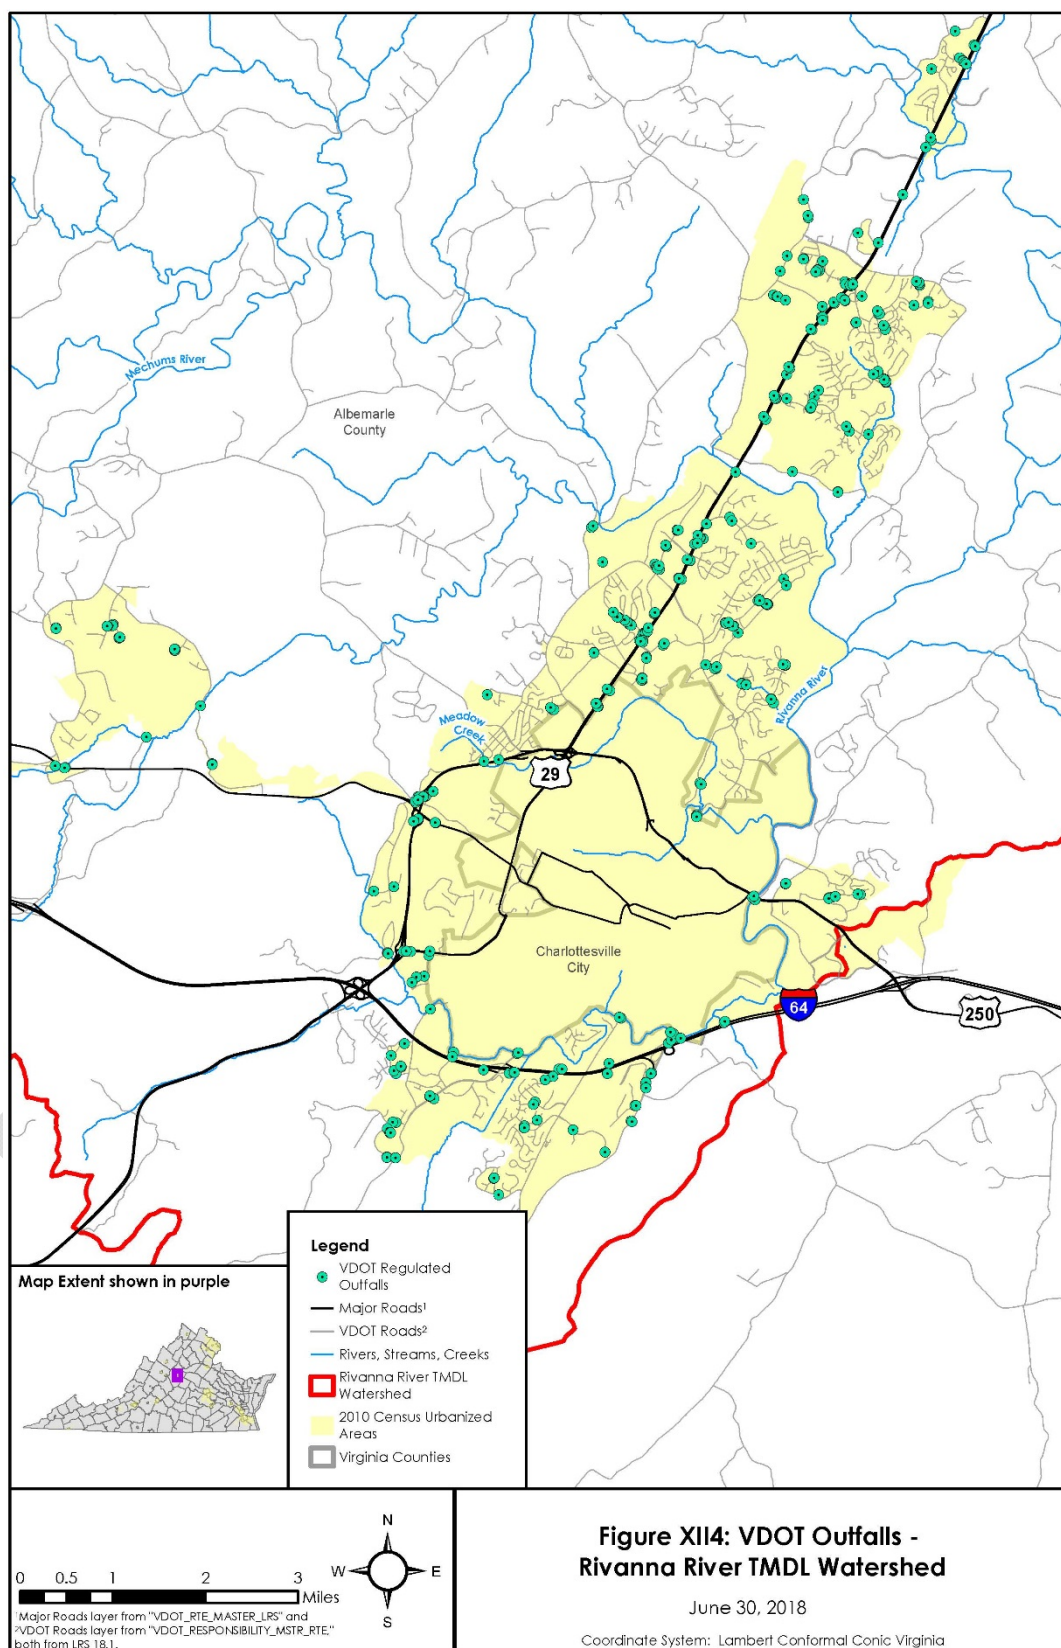 Mechums River
Albemarle
County
Rivanna River
Meadow
Creek
29
Charlottesville
City
64
250
Legend
VDOT Regulated
Outfalls
Major Roads¹
VDOT Roads²
Rivers, Streams, Creeks
Rivanna River TMDL
Watershed
2010 Census Urbanized
Areas
Virginia Counties
Map Extent shown in purple
N
W
E
S
0 0.5 1 2 3
Miles
¹Major Roads layer from "VDOT_RTE_MASTER_LRS" and
²VDOT Roads layer from "VDOT_RESPONSIBILITY_MSTR_RTE,"
both from LRS 18.1.
Figure XII4: VDOT Outfalls -
Rivanna River TMDL Watershed
June 30, 2018
Coordinate System: Lambert Conformal Conic Virginia